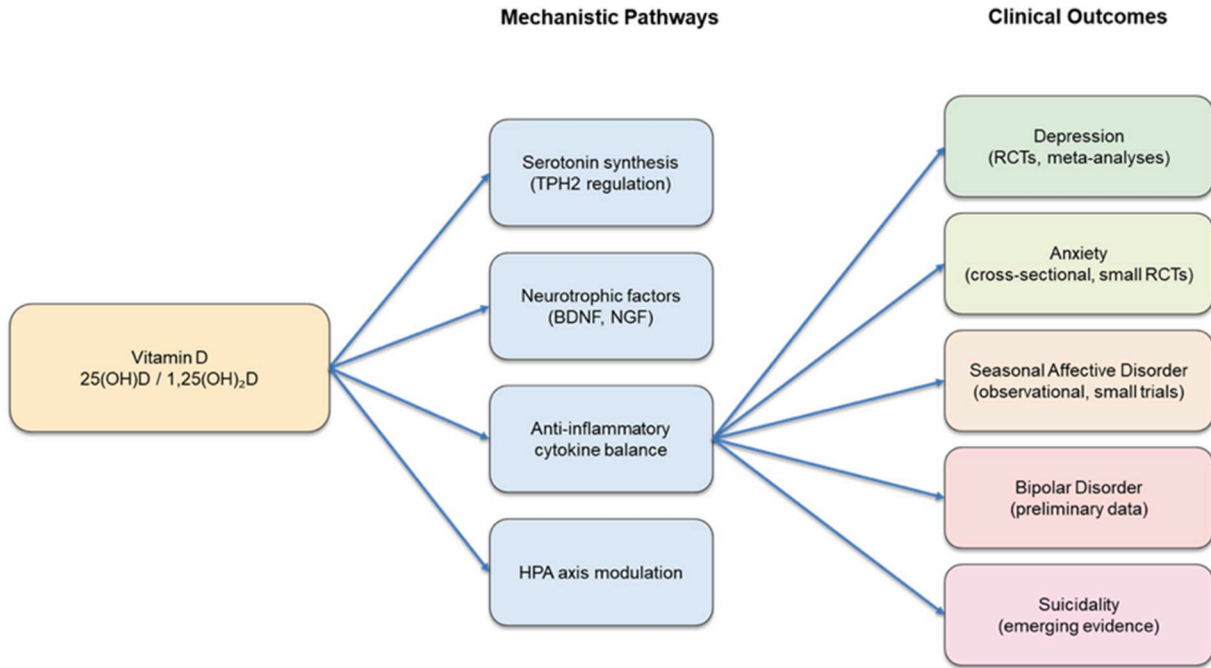 Mechanistic Pathways
Clinical Outcomes
Vitamin D
25(OH)D / 1,25(OH)₂D
Serotonin synthesis
(TPH2 regulation)
Neurotrophic factors
(BDNF, NGF)
Anti-inflammatory
cytokine balance
HPA axis modulation
Depression
(RCTs, meta-analyses)
Anxiety
(cross-sectional, small RCTs)
Seasonal Affective Disorder
(observational, small trials)
Bipolar Disorder
(preliminary data)
Suicidality
(emerging evidence)